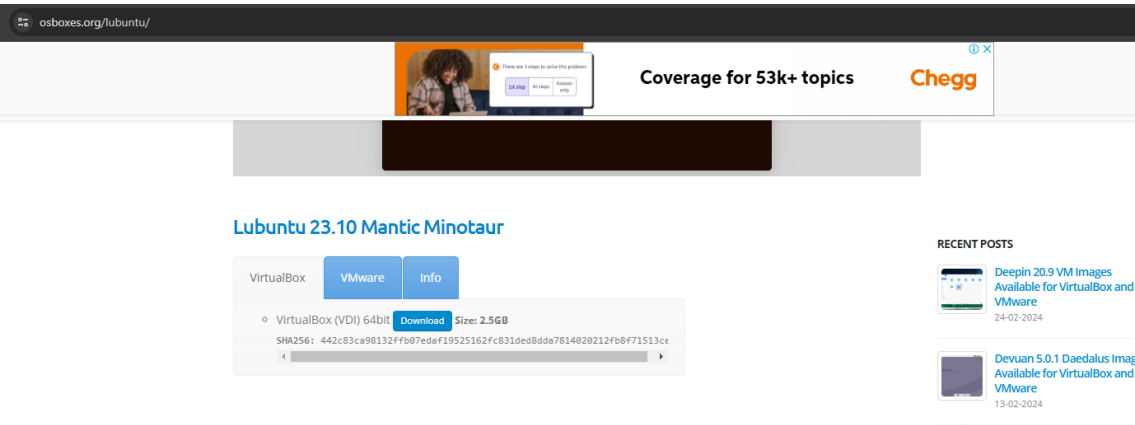 osboxes.org/lubuntu/
There are 3 steps to solve this problem:
1st step
All steps
Answer only
Coverage for 53k+ topics
Chegg
Lubuntu 23.10 Mantic Minotaur
VirtualBox
VMware
Info
VirtualBox (VDI) 64bit Download Size: 2.5GB
SHA256: 442c83ca98132ffb07edaf19525162fc831ded8dda7814020212fb8f71513ce
RECENT POSTS
Deepin 20.9 VM Images
Available for VirtualBox and
VMware
24-02-2024
Devuan 5.0.1 Daedalus Imag
Available for VirtualBox and
VMware
13-02-2024